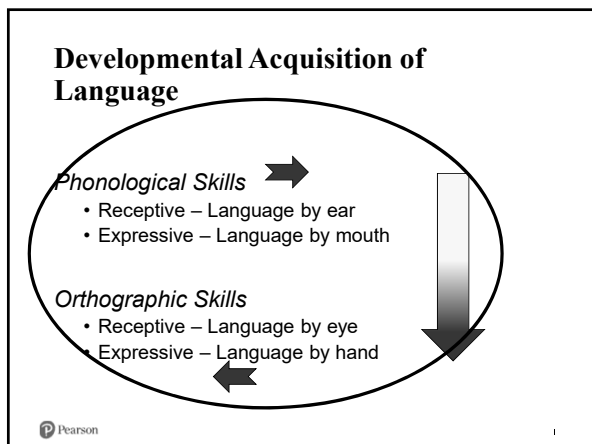 Developmental Acquisition of
Language
Phonological Skills
• Receptive – Language by ear
• Expressive – Language by mouth
Orthographic Skills
• Receptive – Language by eye
• Expressive – Language by hand
Pearson
1